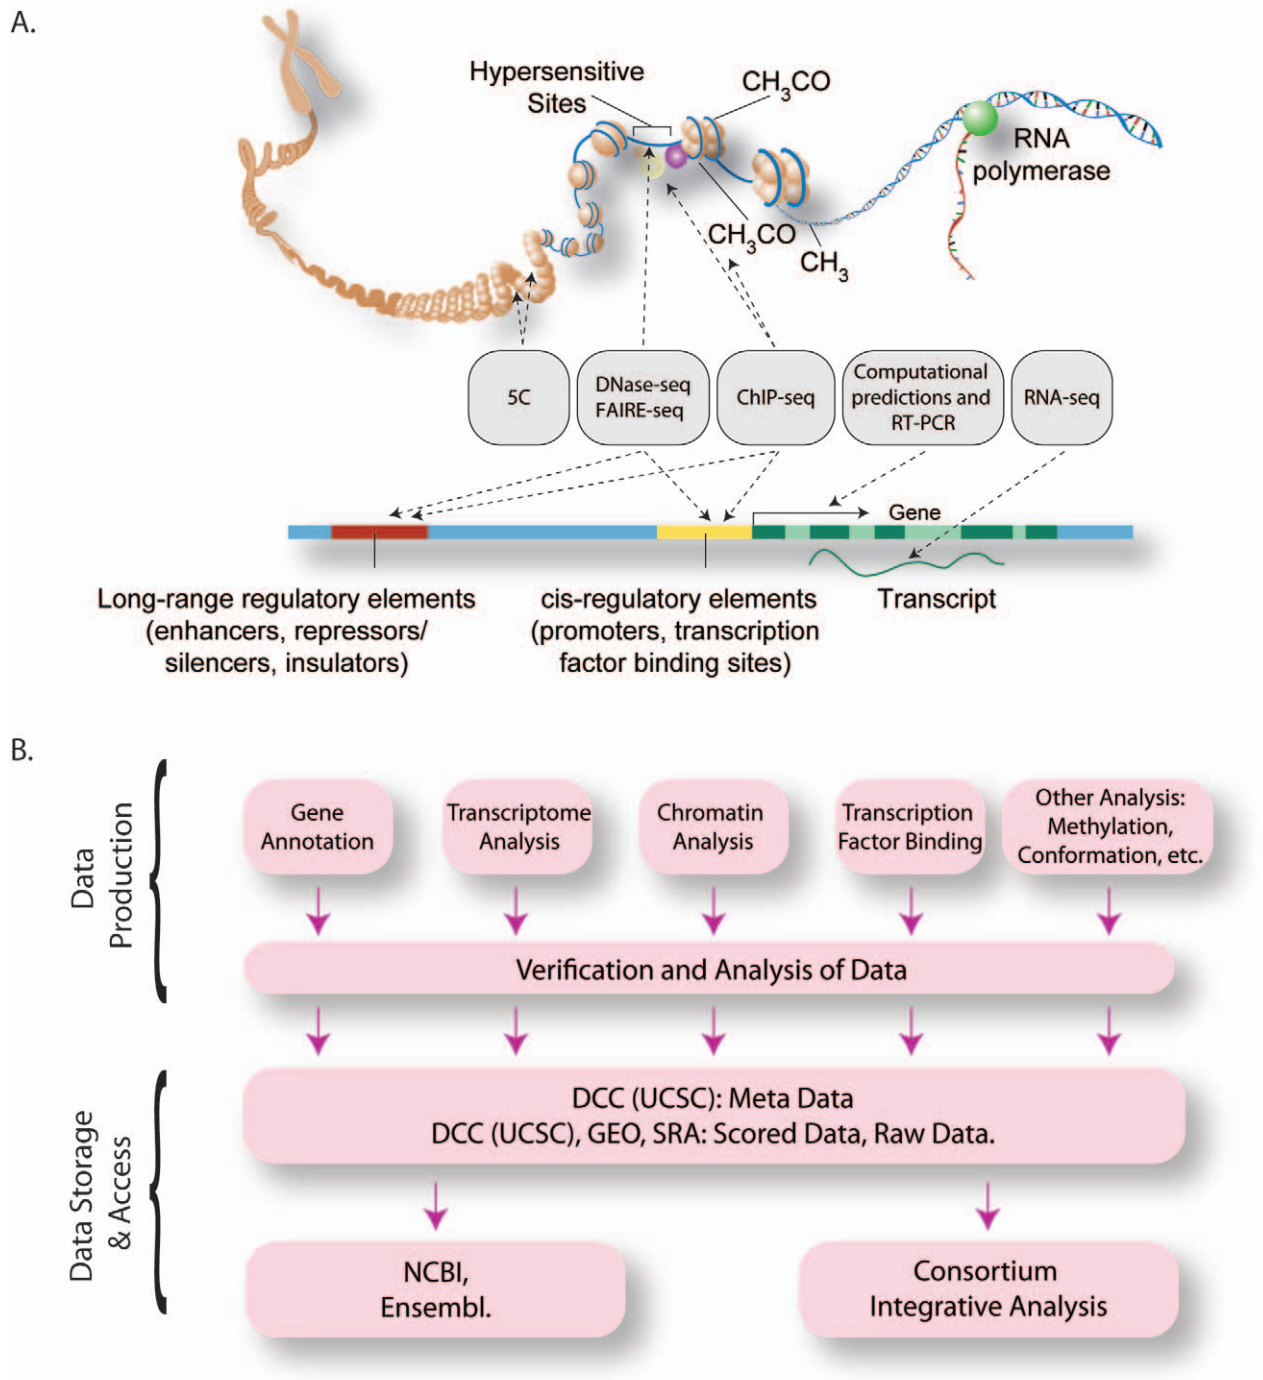 A.
Hypersensitive
Sites
CH3CO
RNA
polymerase
CH3CO
CH3
5C
DNase-seq
FAIRE-seq
ChIP-seq
Computational
predictions and
RT-PCR
RNA-seq
Gene
Long-range regulatory elements
(enhancers, repressors/
silencers, insulators)
cis-regulatory elements
(promoters, transcription
factor binding sites)
Transcript
B.
Data
Production
Gene
Annotation
Transcriptome
Analysis
Chromatin
Analysis
Transcription
Factor Binding
Other Analysis:
Methylation,
Conformation, etc.
Verification and Analysis of Data
Data Storage
& Access
DCC (UCSC): Meta Data
DCC (UCSC), GEO, SRA: Scored Data, Raw Data.
NCBI,
Ensembl.
Consortium
Integrative Analysis